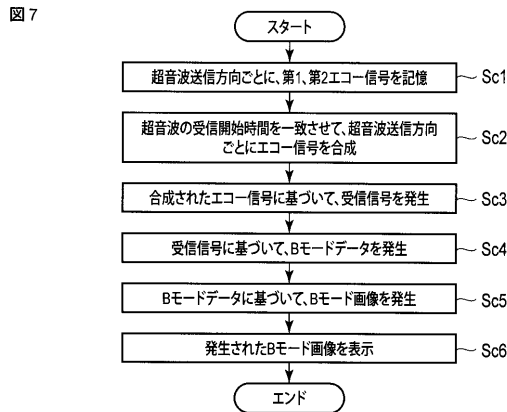 図7
スタート
超音波送信方向ごとに、第1、第2エコー信号を記憶
Sc1
超音波の受信開始時間を一致させて、超音波送信方向
ごとにエコー信号を合成
Sc2
合成されたエコー信号に基づいて、受信信号を発生
Sc3
受信信号に基づいて、Bモードデータを発生
Sc4
Bモードデータに基づいて、Bモード画像を発生
Sc5
発生されたBモード画像を表示
Sc6
エンド